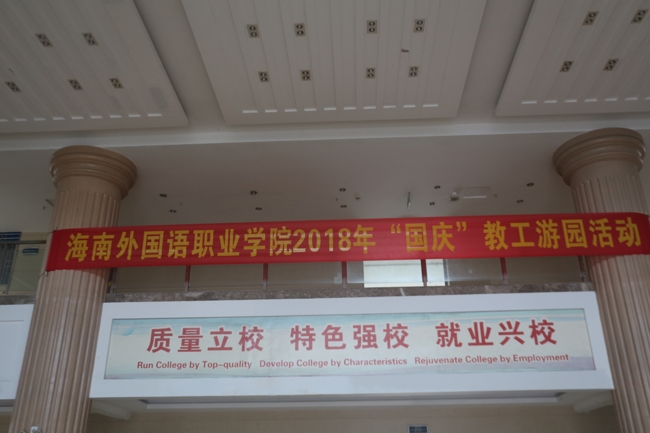 海南外国语职业学院2018年“国庆”教工游园活动
质量立校 特色强校 就业兴校
Run College by Top-quality Develop College by Characteristics Rejuvenate College by Employment